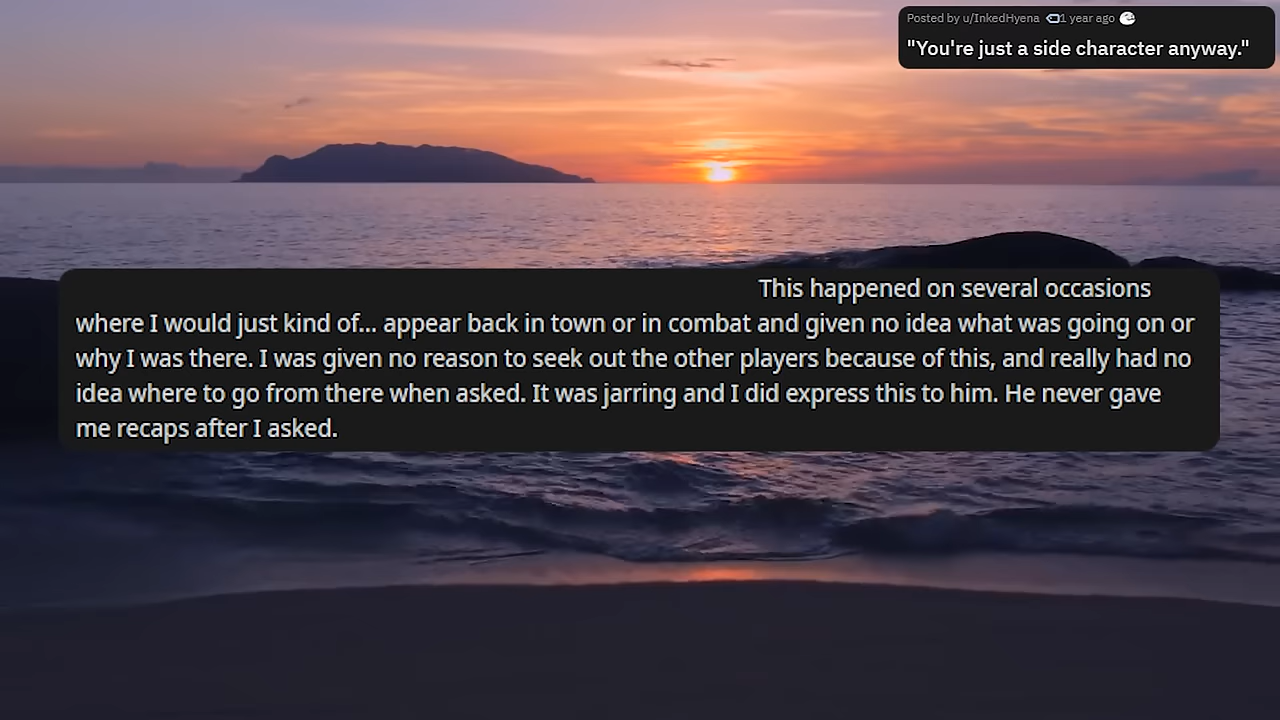 Posted by u/InkedHyena 1 year ago
"You're just a side character anyway."
This happened on several occasions
where I would just kind of... appear back in town or in combat and given no idea what was going on or
why I was there. I was given no reason to seek out the other players because of this, and really had no
idea where to go from there when asked. It was jarring and I did express this to him. He never gave
me recaps after I asked.